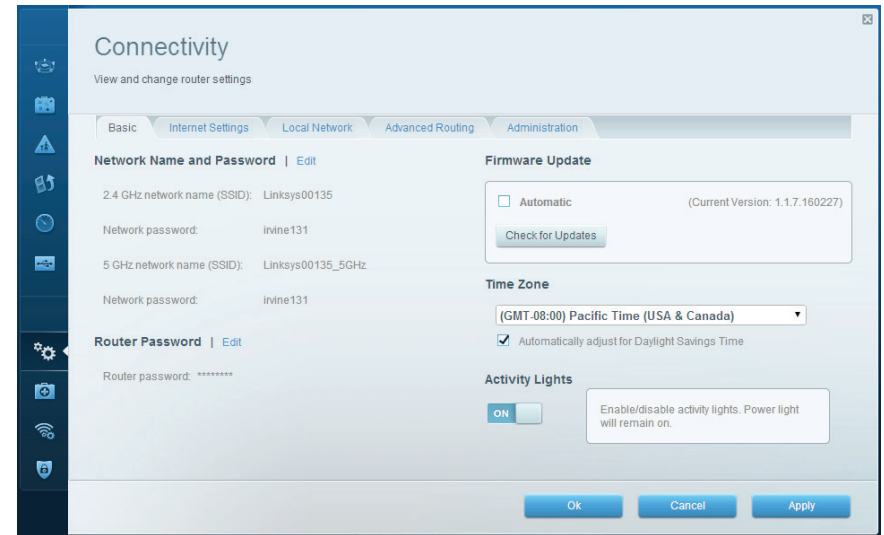 Connectivity
View and change router settings
Basic
Internet Settings
Local Network
Advanced Routing
Administration
Network Name and Password | Edit
2.4 GHz network name (SSID): Linksys00135
Network password: irvine131
5 GHz network name (SSID): Linksys00135_5GHz
Network password: irvine131
Router Password | Edit
Router password: ********
Firmware Update
Automatic
(Current Version: 1.1.7.160227)
Check for Updates
Time Zone
(GMT-08:00) Pacific Time (USA & Canada)
Automatically adjust for Daylight Savings Time
Activity Lights
ON
Enable/disable activity lights. Power light
will remain on.
Ok
Cancel
Apply